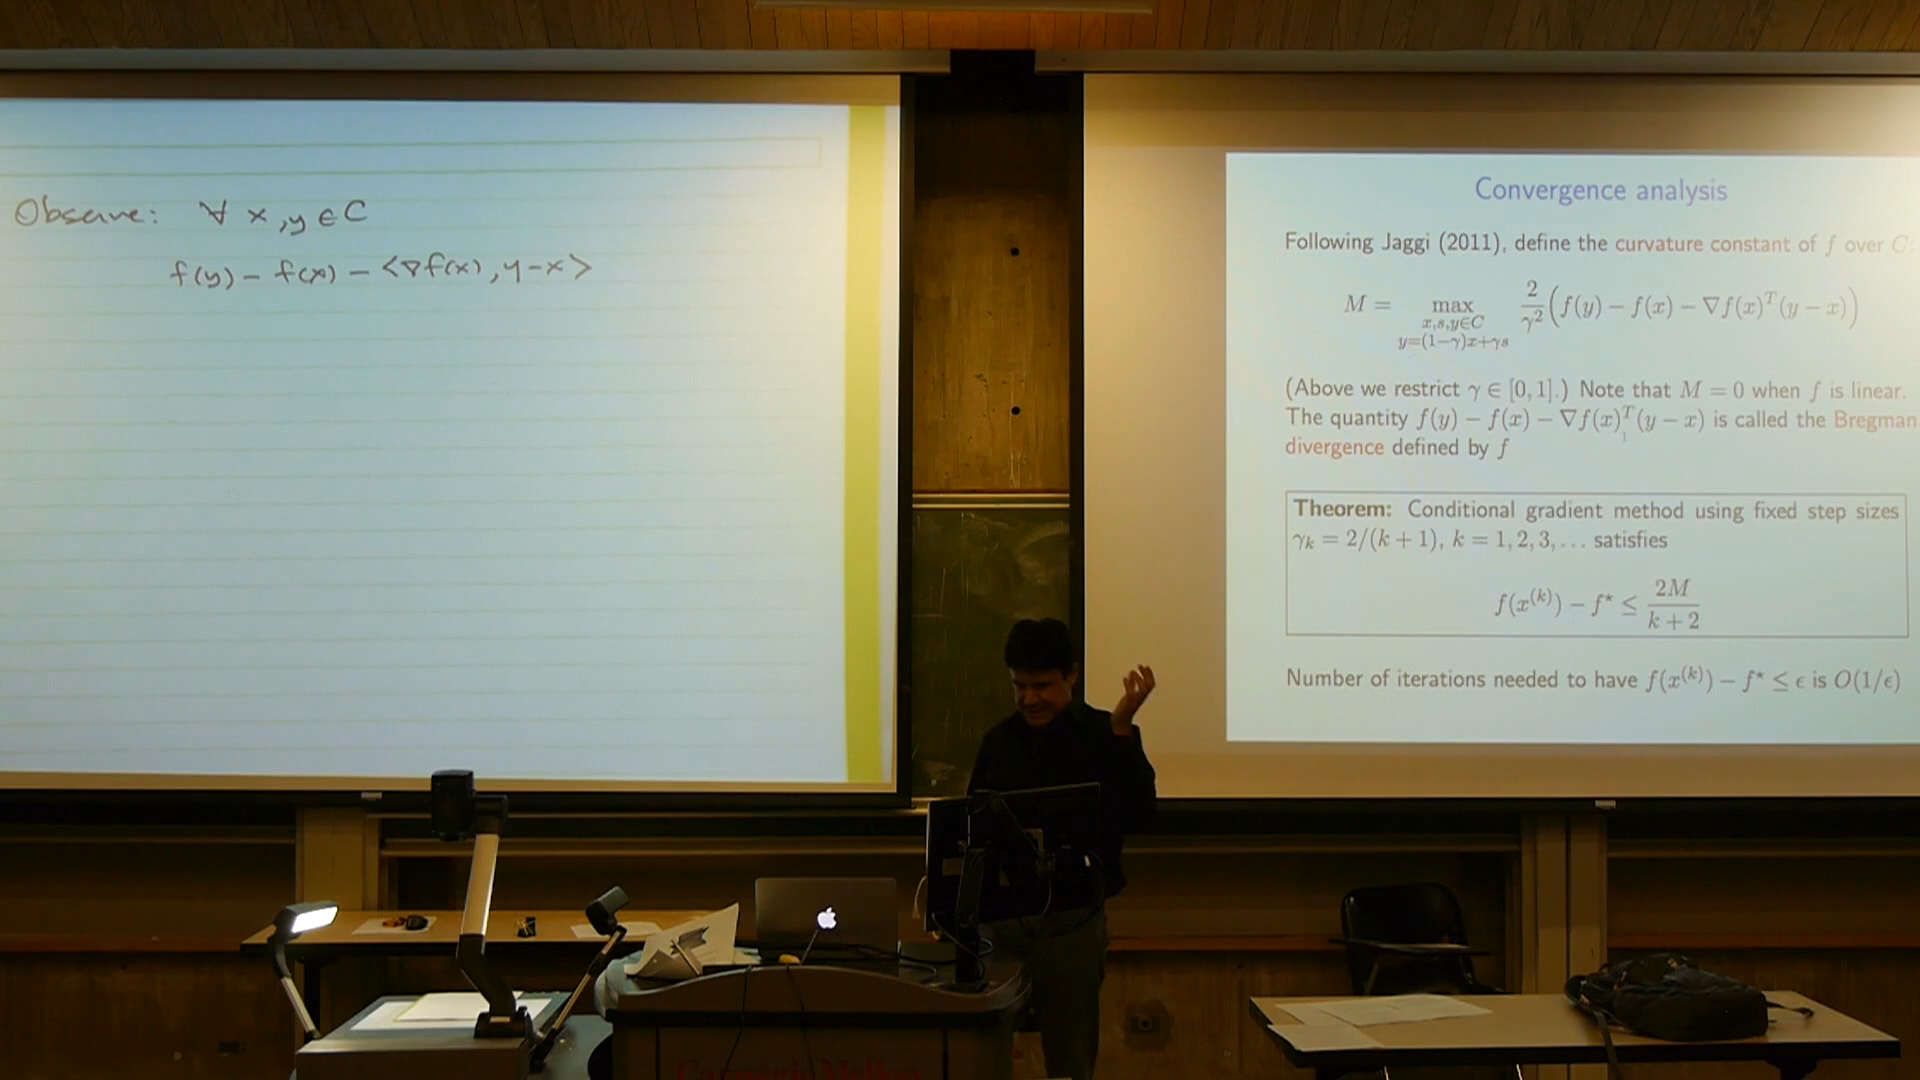 Observe: ∀ x, y ∈ C
f(y) - f(x) - <∇f(x), y-x>
Convergence analysis
Following Jaggi (2011), define the curvature constant of f over C:
M = max_{x,s,y∈C, y=(1−γ)x+γs} 2/γ² (f(y) − f(x) − ∇f(x)^T(y − x))
(Above we restrict γ ∈ [0, 1].) Note that M = 0 when f is linear.
The quantity f(y) − f(x) − ∇f(x)^T(y − x) is called the Bregman
divergence defined by f
Theorem: Conditional gradient method using fixed step sizes
γ_k = 2/(k + 1), k = 1, 2, 3, . . . satisfies
f(x^(k)) − f* ≤ 2M/(k + 2)
Number of iterations needed to have f(x^(k)) − f* ≤ ϵ is O(1/ϵ)
Carnegie Mellon